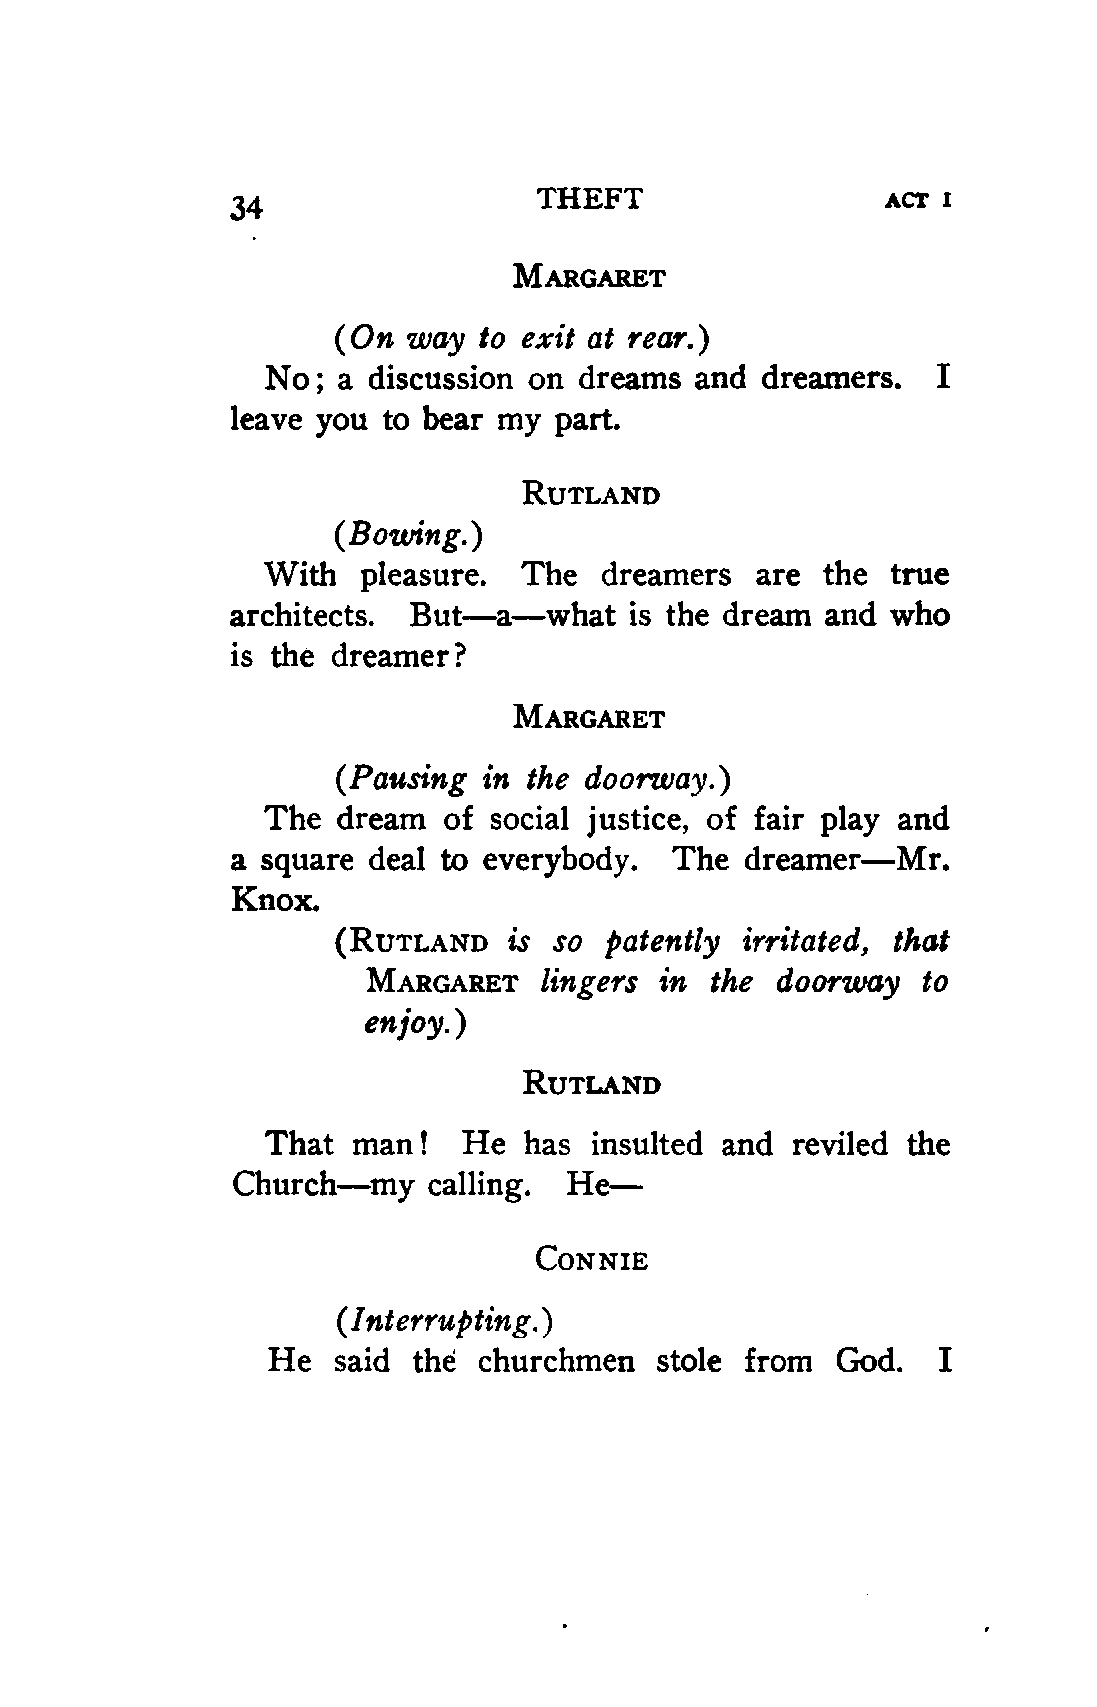 34 THEFT ACT I
MARGARET
(On way to exit at rear.)
No; a discussion on dreams and dreamers. I
leave you to bear my part.
RUTLAND
(Bowing.)
With pleasure. The dreamers are the true
architects. But—a—what is the dream and who
is the dreamer?
MARGARET
(Pausing in the doorway.)
The dream of social justice, of fair play and
a square deal to everybody. The dreamer—Mr.
Knox.
(RUTLAND is so patently irritated, that
MARGARET lingers in the doorway to
enjoy.)
RUTLAND
That man! He has insulted and reviled the
Church—my calling. He—
CONNIE
(Interrupting.)
He said the churchmen stole from God. I